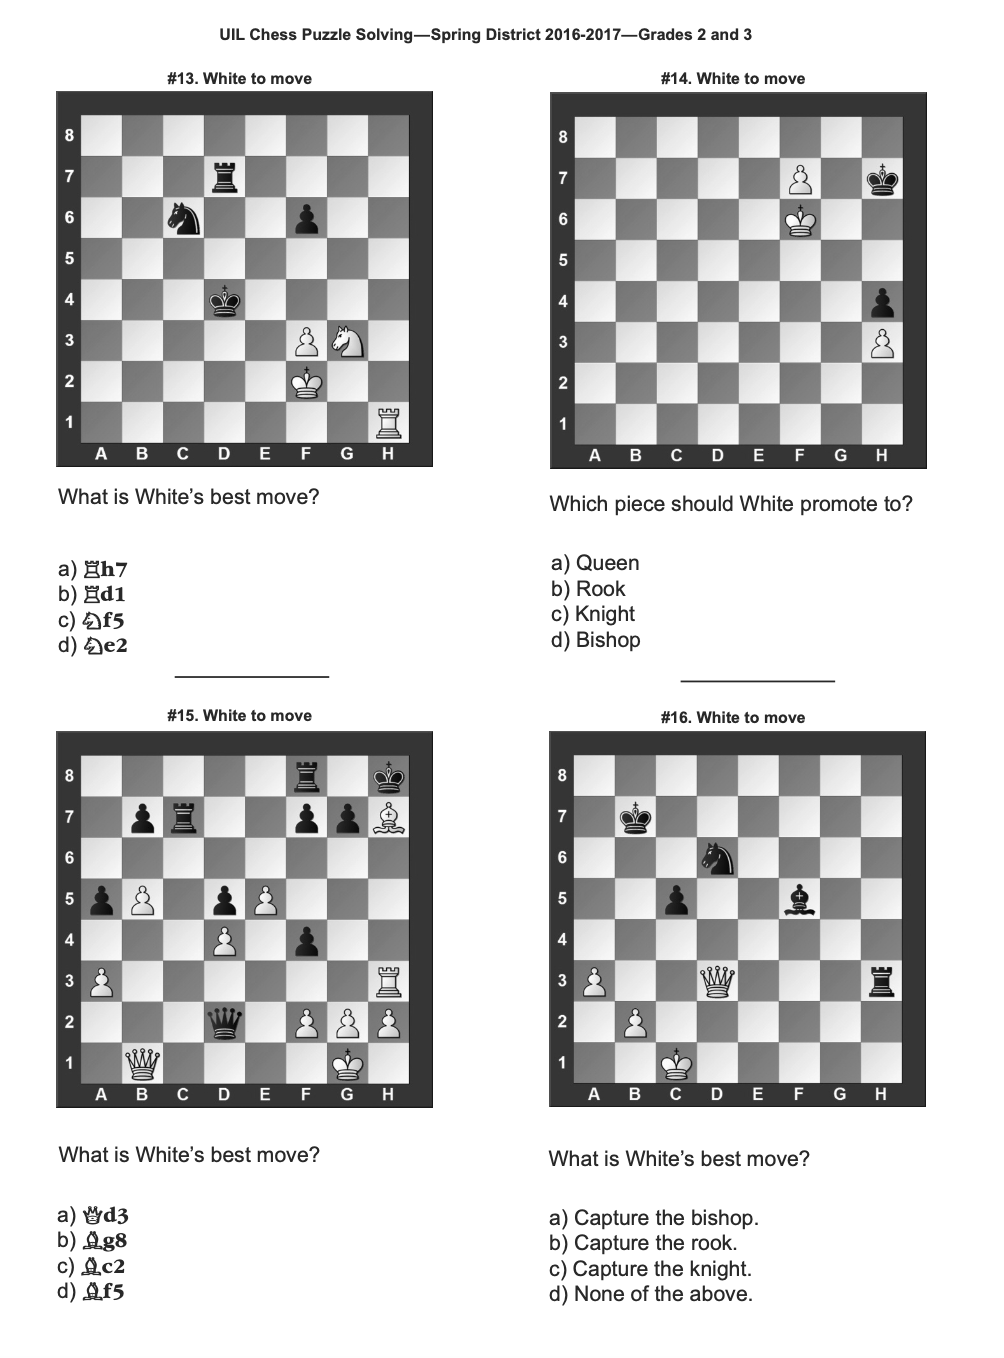 UIL Chess Puzzle Solving—Spring District 2016-2017—Grades 2 and 3
#13. White to move
8
7
6
5
4
3
2
1
A B C D E F G H
What is White’s best move?
a) ♖h7
b) ♖d1
c) ♘f5
d) ♘e2
#14. White to move
8
7
6
5
4
3
2
1
A B C D E F G H
Which piece should White promote to?
a) Queen
b) Rook
c) Knight
d) Bishop
#15. White to move
8
7
6
5
4
3
2
1
A B C D E F G H
What is White’s best move?
a) ♕d3
b) ♗g8
c) ♗c2
d) ♗f5
#16. White to move
8
7
6
5
4
3
2
1
A B C D E F G H
What is White’s best move?
a) Capture the bishop.
b) Capture the rook.
c) Capture the knight.
d) None of the above.